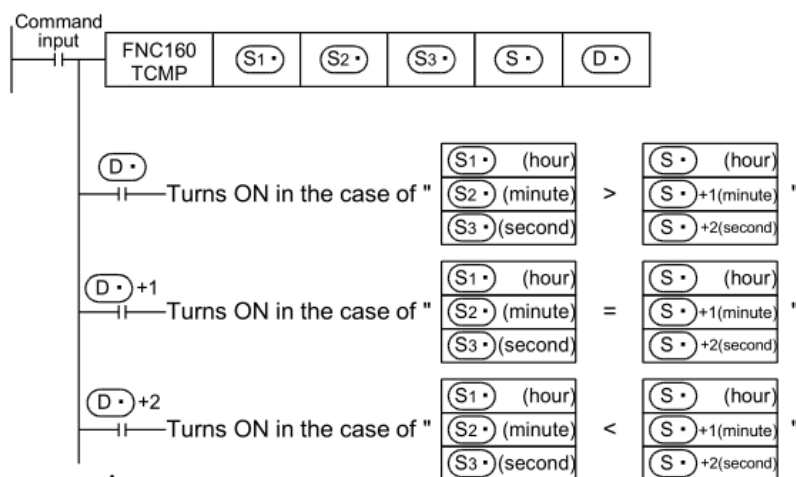 Command
input
FNC160
TCMP
S1·
S2·
S3·
S·
D·
D·
Turns ON in the case of "
S1· (hour)
S2· (minute)
S3· (second)
>
S· (hour)
S·+1(minute)
S·+2(second)
"
D·+1
Turns ON in the case of "
S1· (hour)
S2· (minute)
S3· (second)
=
S· (hour)
S·+1(minute)
S·+2(second)
"
D·+2
Turns ON in the case of "
S1· (hour)
S2· (minute)
S3· (second)
<
S· (hour)
S·+1(minute)
S·+2(second)
"